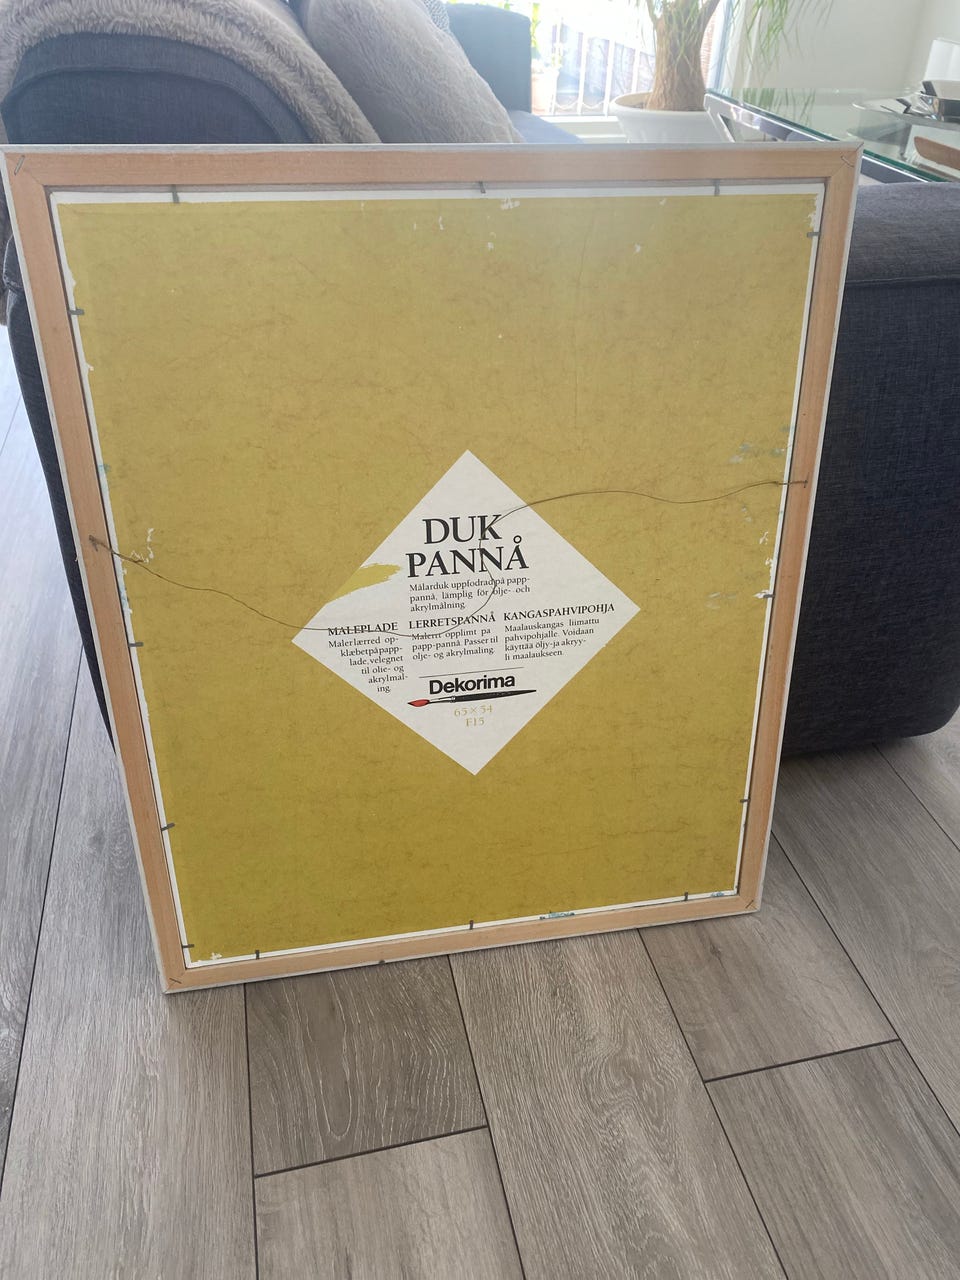 DUK
PANNÅ
Målarduk uppfodrad på papp-
pannå, lämplig för olje- och
akrylmålning.
MALEPLADE
Malerlærred op-
klæbet på papp-
lade, velegnet
til olie- og
akrylmal-
ing.
LERRETSPANNÅ
Malerit opplimt på
papp-pannå. Passer til
olje- og akrylmaling.
KANGASPAHVIPOHJA
Maalauskangas liimattu
pahvipohjalle. Voidaan
käyttää öljy- ja akryy-
li maalaukseen.
Dekorima
65 × 54
F15